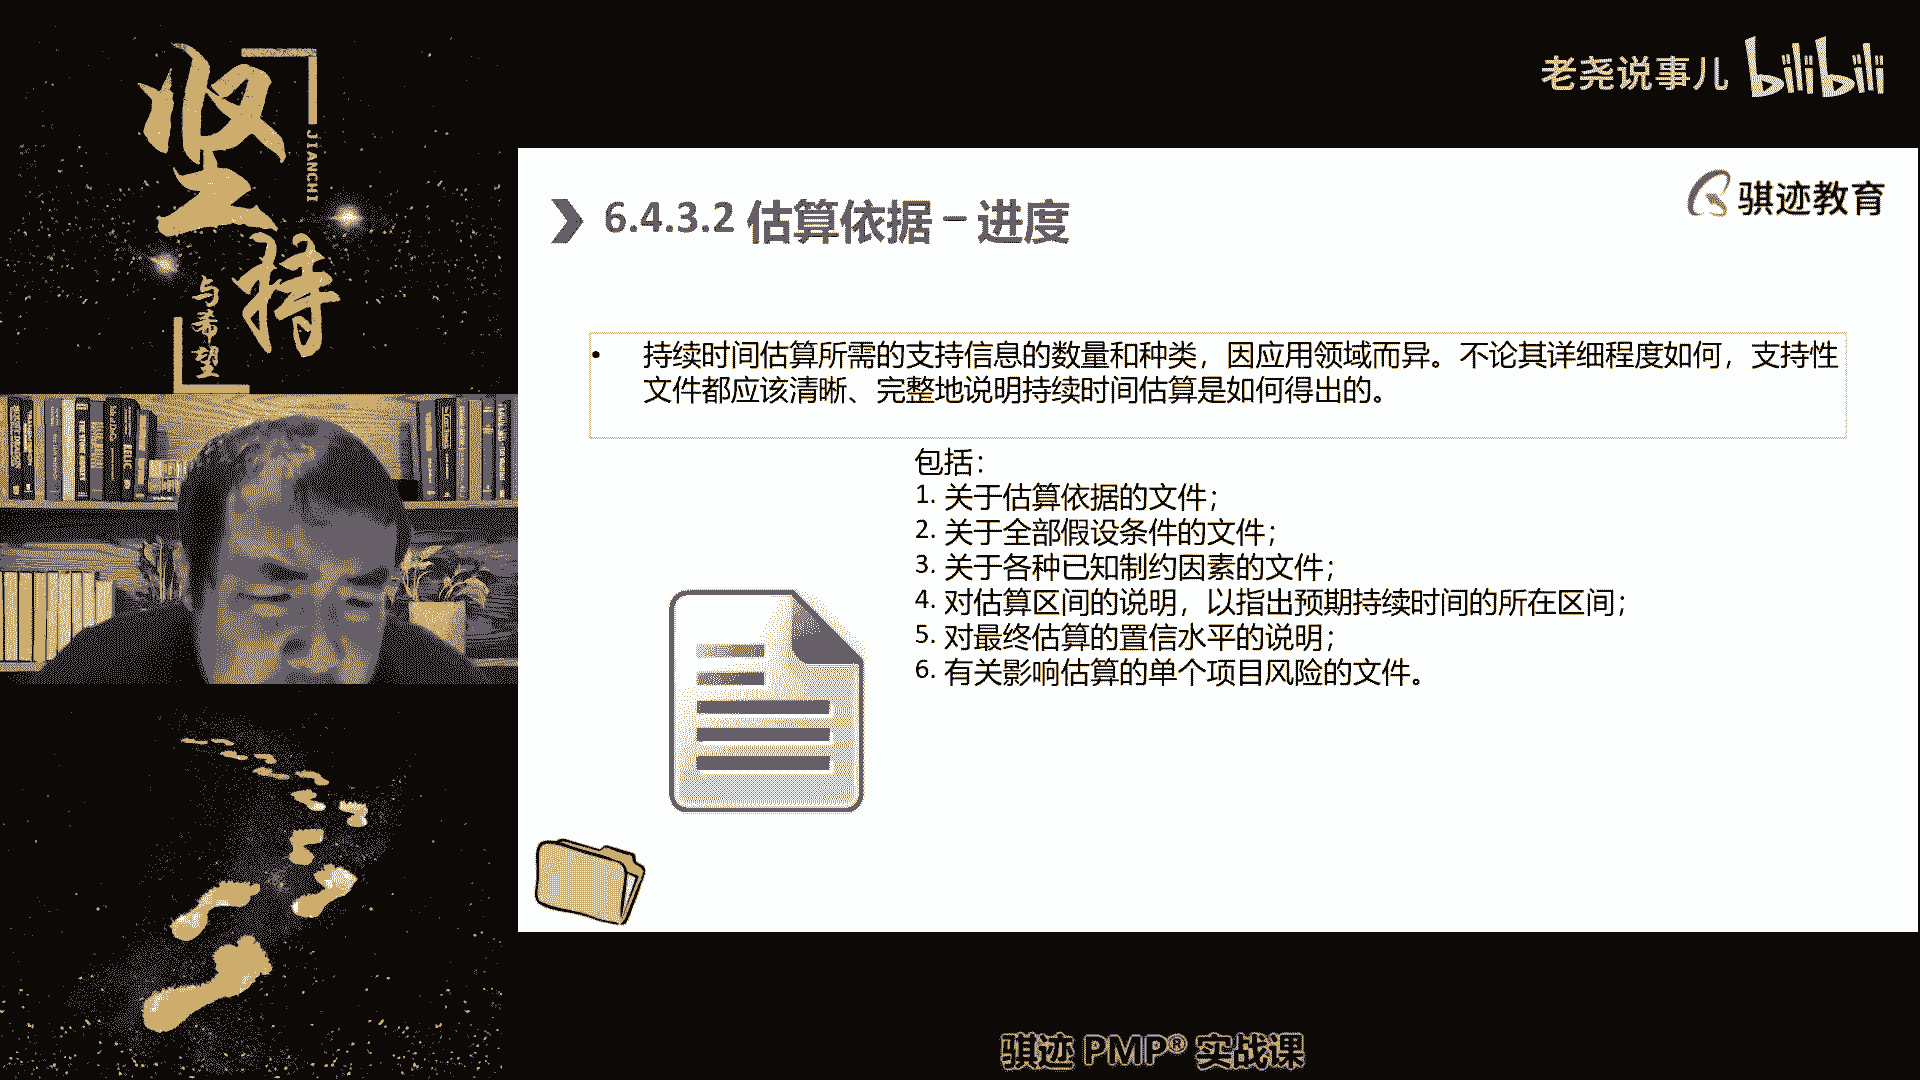 坚持
JIANCHI
与希望
老尧说事儿 bilibili
骐迹教育
6.4.3.2 估算依据 – 进度
• 持续时间估算所需的支持信息的数量和种类，因应用领域而异。不论其详细程度如何，支持性
文件都应该清晰、完整地说明持续时间估算是如何得出的。
包括：
1. 关于估算依据的文件；
2. 关于全部假设条件的文件；
3. 关于各种已知制约因素的文件；
4. 对估算区间的说明，以指出预期持续时间的所在区间；
5. 对最终估算的置信水平的说明；
6. 有关影响估算的单个项目风险的文件。
骐迹 PMP® 实战课